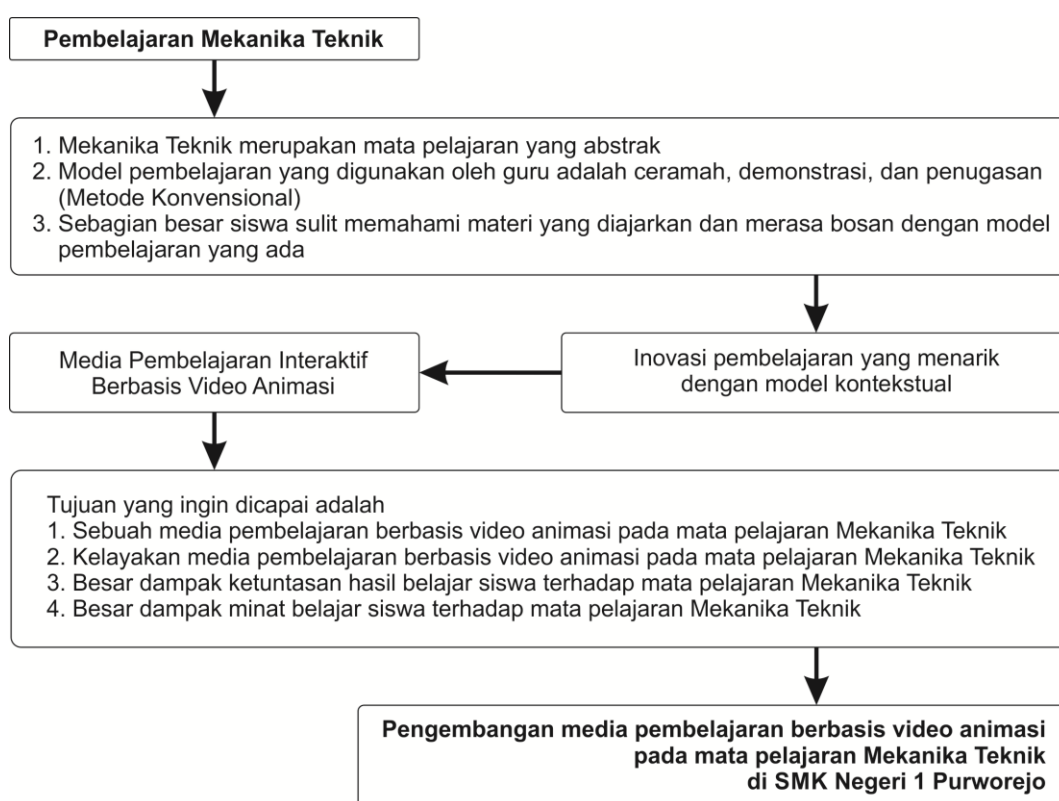 Pembelajaran Mekanika Teknik
1. Mekanika Teknik merupakan mata pelajaran yang abstrak
2. Model pembelajaran yang digunakan oleh guru adalah ceramah, demonstrasi, dan penugasan
(Metode Konvensional)
3. Sebagian besar siswa sulit memahami materi yang diajarkan dan merasa bosan dengan model
pembelajaran yang ada
Inovasi pembelajaran yang menarik
dengan model kontekstual
Media Pembelajaran Interaktif
Berbasis Video Animasi
Tujuan yang ingin dicapai adalah
1. Sebuah media pembelajaran berbasis video animasi pada mata pelajaran Mekanika Teknik
2. Kelayakan media pembelajaran berbasis video animasi pada mata pelajaran Mekanika Teknik
3. Besar dampak ketuntasan hasil belajar siswa terhadap mata pelajaran Mekanika Teknik
4. Besar dampak minat belajar siswa terhadap mata pelajaran Mekanika Teknik
Pengembangan media pembelajaran berbasis video animasi
pada mata pelajaran Mekanika Teknik
di SMK Negeri 1 Purworejo